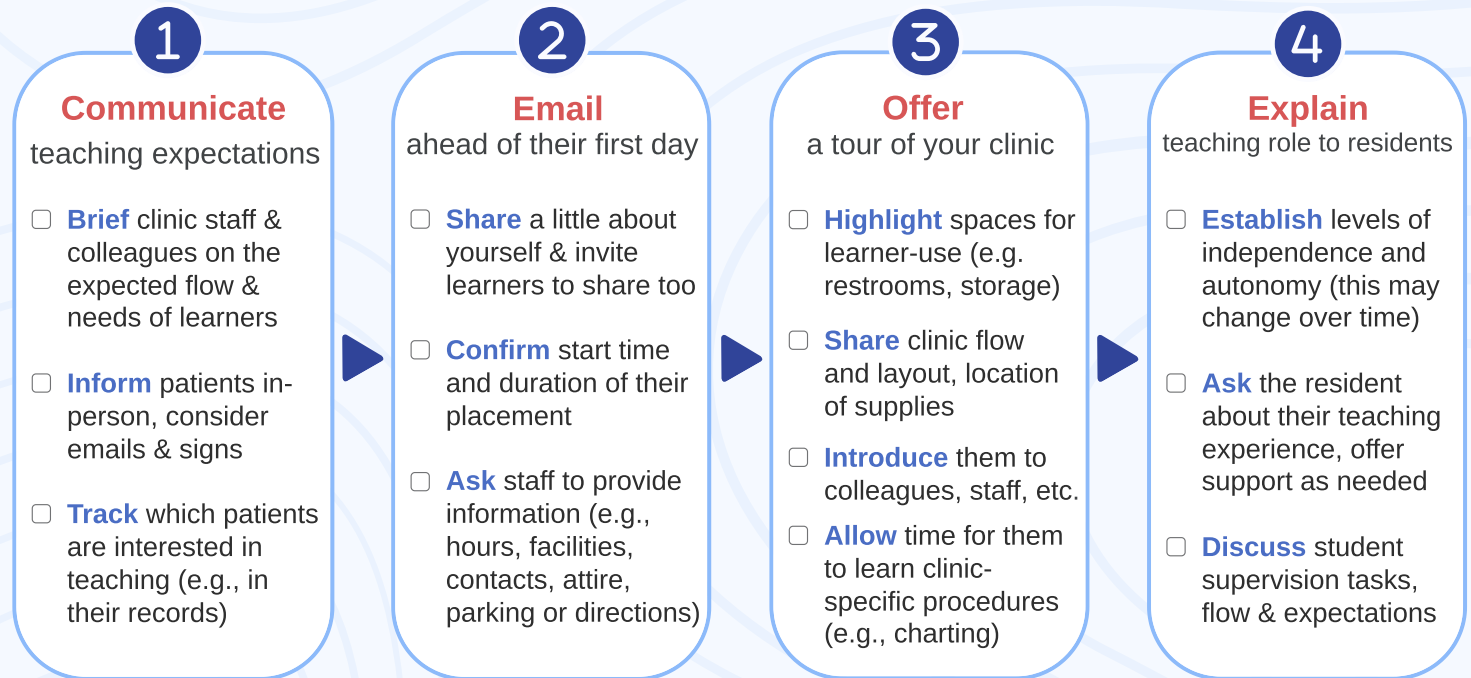 1
Communicate
teaching expectations
Brief clinic staff &
colleagues on the
expected flow &
needs of learners
Inform patients in-
person, consider
emails & signs
Track which patients
are interested in
teaching (e.g., in
their records)
2
Email
ahead of their first day
Share a little about
yourself & invite
learners to share too
Confirm start time
and duration of their
placement
Ask staff to provide
information (e.g.,
hours, facilities,
contacts, attire,
parking or directions)
3
Offer
a tour of your clinic
Highlight spaces for
learner-use (e.g.
restrooms, storage)
Share clinic flow
and layout, location
of supplies
Introduce them to
colleagues, staff, etc.
Allow time for them
to learn clinic-
specific procedures
(e.g., charting)
4
Explain
teaching role to residents
Establish levels of
independence and
autonomy (this may
change over time)
Ask the resident
about their teaching
experience, offer
support as needed
Discuss student
supervision tasks,
flow & expectations